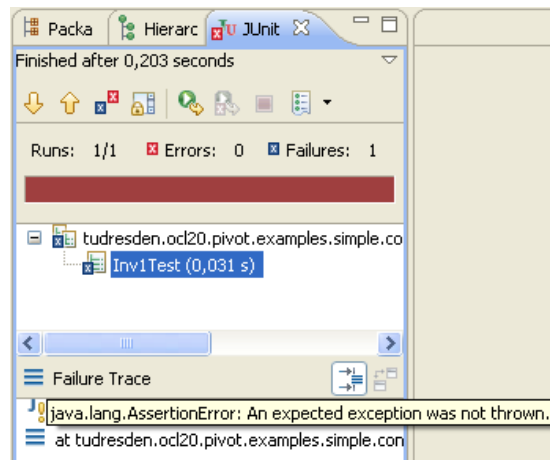 Packa Hierarc JUnit
Finished after 0,203 seconds
Runs: 1/1 Errors: 0 Failures: 1
tudresden.ocl20.pivot.examples.simple.co
Inv1Test (0,031 s)
Failure Trace
java.lang.AssertionError: An expected exception was not thrown.
at tudresden.ocl20.pivot.examples.simple.con